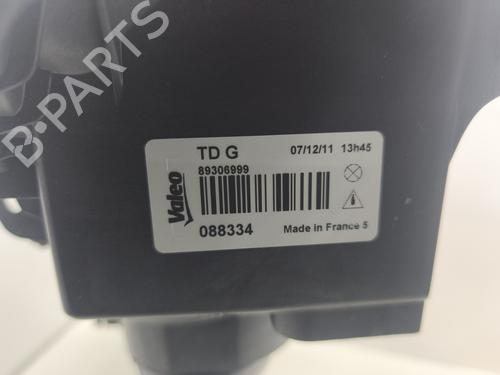 B-PARTS
Valeo
TD G 07/12/11 13h45
89306999
088334 Made in France 5